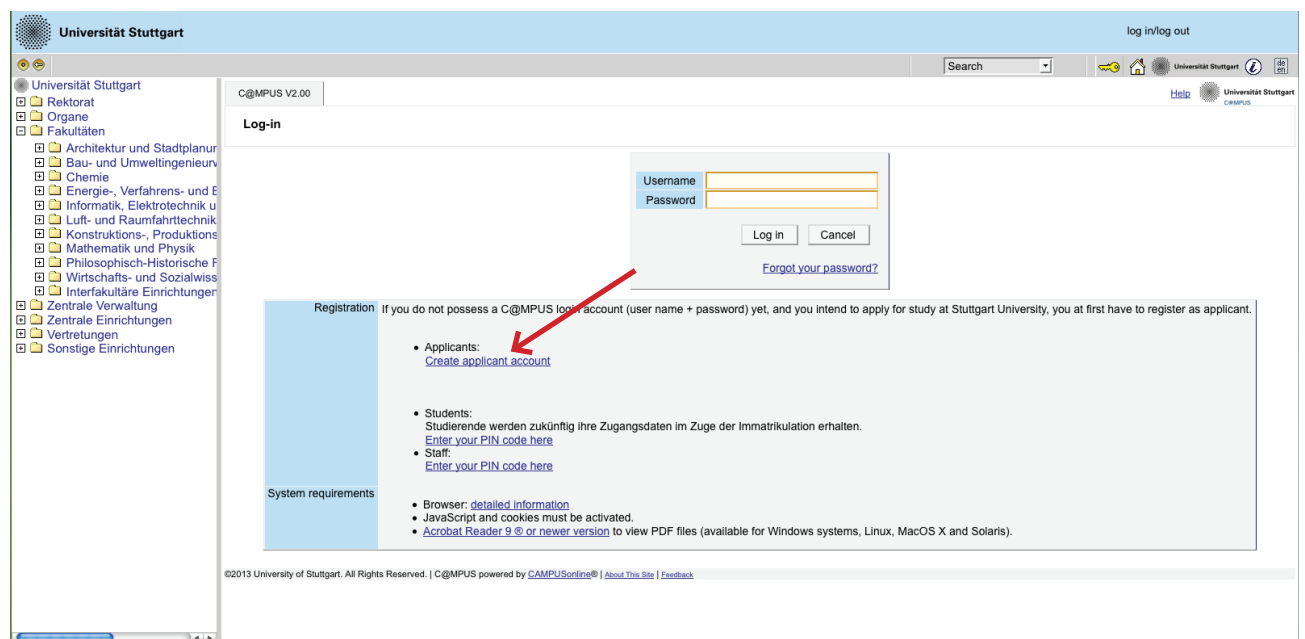 Universität Stuttgart
log in/log out
Search
Universität Stuttgart
de
en
Universität Stuttgart
Rektorat
Organe
Fakultäten
Architektur und Stadtplanur
Bau- und Umweltingenieurv
Chemie
Energie-, Verfahrens- und E
Informatik, Elektrotechnik u
Luft- und Raumfahrttechnik
Konstruktions-, Produktions
Mathematik und Physik
Philosophisch-Historische F
Wirtschafts- und Sozialwiss
Interfakultäre Einrichtungen
Zentrale Verwaltung
Zentrale Einrichtungen
Vertretungen
Sonstige Einrichtungen
C@MPUS V2.00
Help
Universität Stuttgart
C@MPUS
Log-in
Username
Password
Log in
Cancel
Forgot your password?
Registration
If you do not possess a C@MPUS login account (user name + password) yet, and you intend to apply for study at Stuttgart University, you at first have to register as applicant.
• Applicants:
Create applicant account
• Students:
Studierende werden zukünftig ihre Zugangsdaten im Zuge der Immatrikulation erhalten.
Enter your PIN code here
• Staff:
Enter your PIN code here
System requirements
• Browser: detailed information
• JavaScript and cookies must be activated.
• Acrobat Reader 9 ® or newer version to view PDF files (available for Windows systems, Linux, MacOS X and Solaris).
©2013 University of Stuttgart. All Rights Reserved. | C@MPUS powered by CAMPUSonline® | About This Site | Feedback